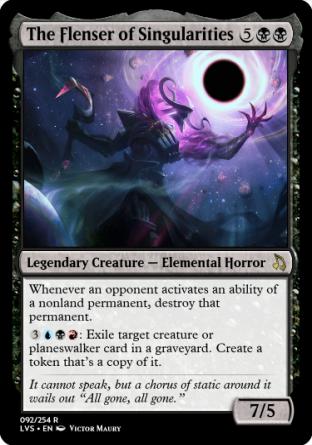 The Flenser of Singularities 5
Legendary Creature — Elemental Horror
Whenever an opponent activates an ability
of a nonland permanent, destroy that
permanent.
3 : Exile target creature or
planeswalker card in a graveyard. Create a
token that's a copy of it.
It cannot speak, but a chorus of static around it
wails out "All gone, all gone."
7/5
092/254 R
LVS • EN Victor Maury